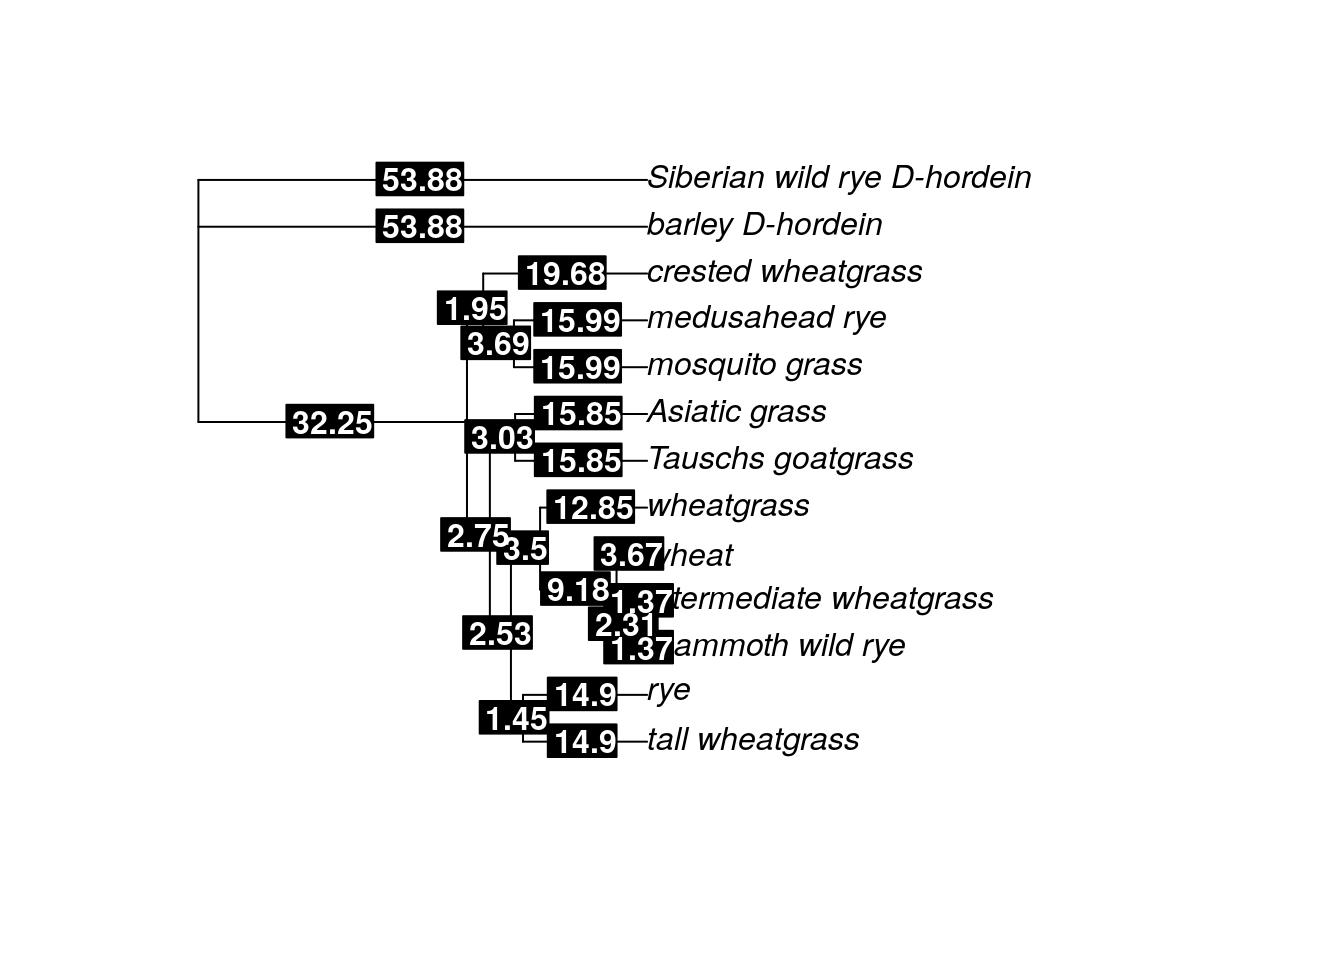 53.88 Siberian wild rye D-hordein
53.88 barley D-hordein
19.68 crested wheatgrass
1.95
15.99 medusahead rye
3.69
15.99 mosquito grass
15.85 Asiatic grass
32.25
3.03
15.85 Tauschs goatgrass
12.85 wheatgrass
2.75
3.5
3.67 heat
9.18
1.37 termediate wheatgrass
2.31
2.53
1.37 ammoth wild rye
14.9 rye
1.45
14.9 tall wheatgrass